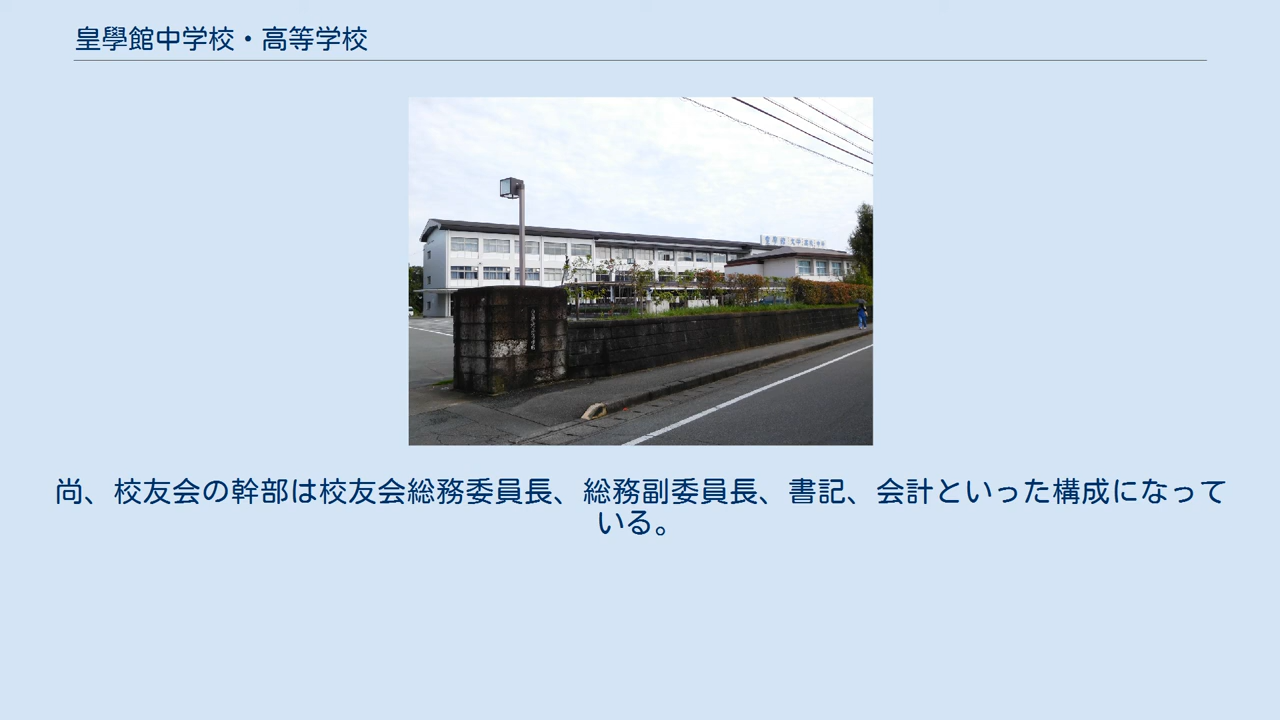 皇學館中学校・高等学校
尚、校友会の幹部は校友会総務委員長、総務副委員長、書記、会計といった構成になって
いる。